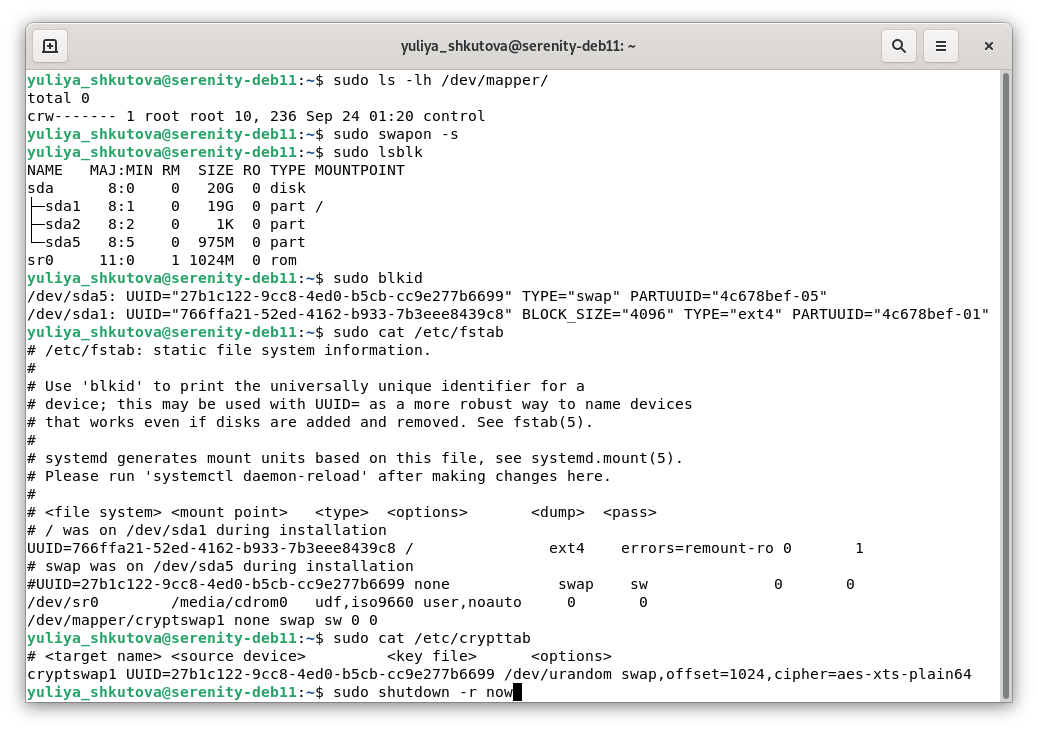 yuliya_shkutova@serenity-deb11: ~
yuliya_shkutova@serenity-deb11:~$ sudo ls -lh /dev/mapper/
total 0
crw------- 1 root root 10, 236 Sep 24 01:20 control
yuliya_shkutova@serenity-deb11:~$ sudo swapon -s
yuliya_shkutova@serenity-deb11:~$ sudo lsblk
NAME   MAJ:MIN RM  SIZE RO TYPE MOUNTPOINT
sda      8:0    0   20G  0 disk
├─sda1   8:1    0   19G  0 part /
├─sda2   8:2    0    1K  0 part
└─sda5   8:5    0  975M  0 part
sr0     11:0    1 1024M  0 rom
yuliya_shkutova@serenity-deb11:~$ sudo blkid
/dev/sda5: UUID="27b1c122-9cc8-4ed0-b5cb-cc9e277b6699" TYPE="swap" PARTUUID="4c678bef-05"
/dev/sda1: UUID="766ffa21-52ed-4162-b933-7b3eee8439c8" BLOCK_SIZE="4096" TYPE="ext4" PARTUUID="4c678bef-01"
yuliya_shkutova@serenity-deb11:~$ sudo cat /etc/fstab
# /etc/fstab: static file system information.
#
# Use 'blkid' to print the universally unique identifier for a
# device; this may be used with UUID= as a more robust way to name devices
# that works even if disks are added and removed. See fstab(5).
#
# systemd generates mount units based on this file, see systemd.mount(5).
# Please run 'systemctl daemon-reload' after making changes here.
#
# <file system> <mount point>   <type>  <options>       <dump>  <pass>
# / was on /dev/sda1 during installation
UUID=766ffa21-52ed-4162-b933-7b3eee8439c8 /               ext4    errors=remount-ro 0       1
# swap was on /dev/sda5 during installation
#UUID=27b1c122-9cc8-4ed0-b5cb-cc9e277b6699 none            swap    sw              0       0
/dev/sr0        /media/cdrom0   udf,iso9660 user,noauto     0       0
/dev/mapper/cryptswap1 none swap sw 0 0
yuliya_shkutova@serenity-deb11:~$ sudo cat /etc/crypttab
# <target name> <source device>         <key file>      <options>
cryptswap1 UUID=27b1c122-9cc8-4ed0-b5cb-cc9e277b6699 /dev/urandom swap,offset=1024,cipher=aes-xts-plain64
yuliya_shkutova@serenity-deb11:~$ sudo shutdown -r now